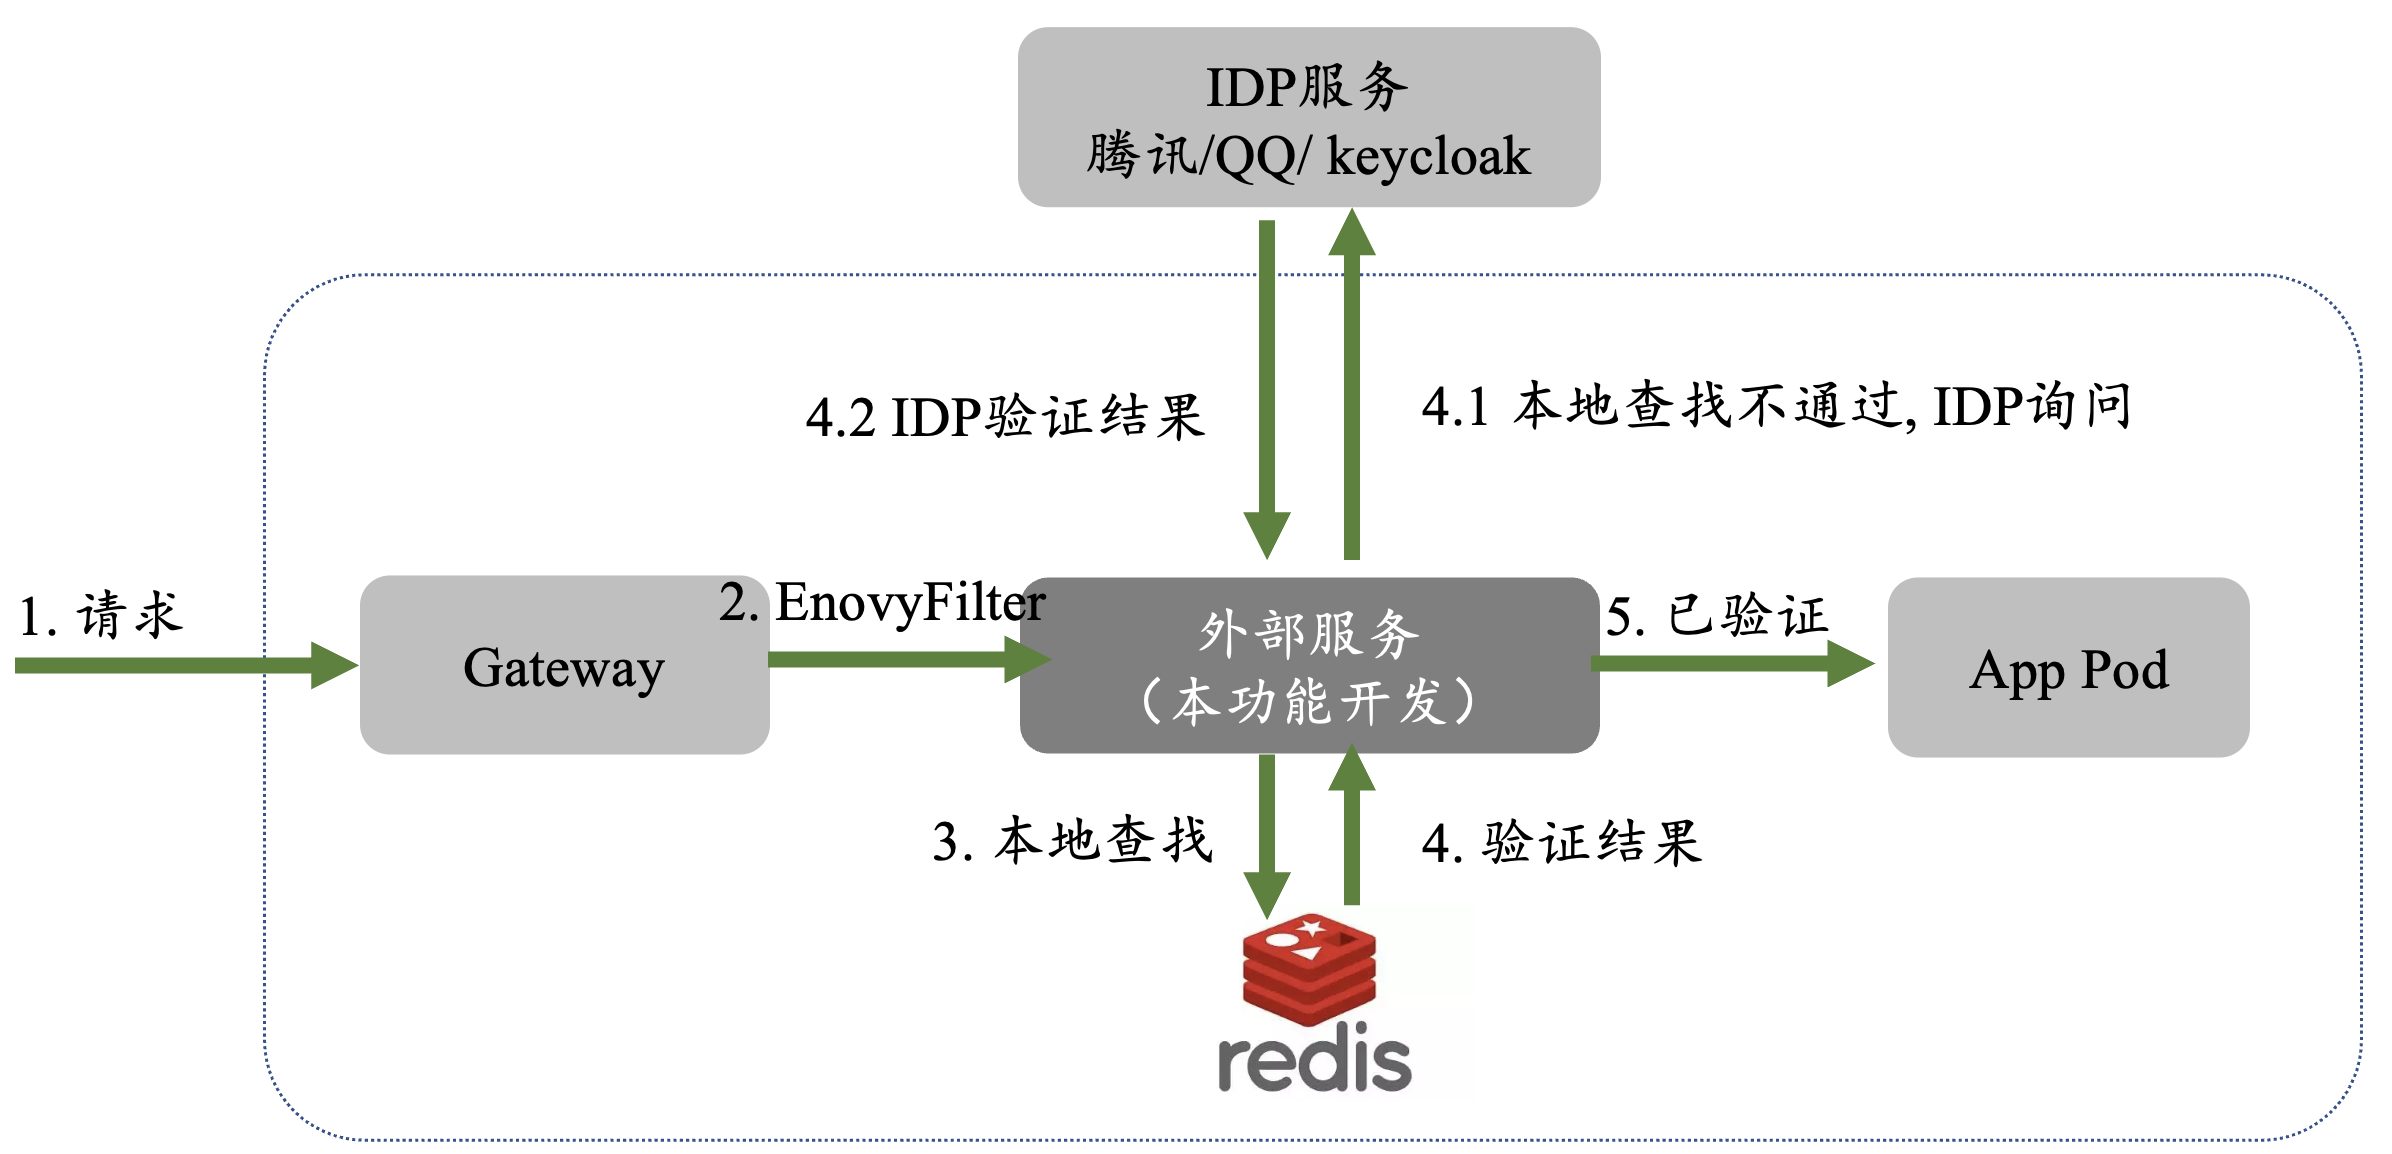 IDP服务
腾讯/QQ/ keycloak
4.2 IDP验证结果
4.1 本地查找不通过, IDP询问
1. 请求
Gateway
2. EnovyFilter
外部服务
（本功能开发）
5. 已验证
App Pod
3. 本地查找
4. 验证结果
redis